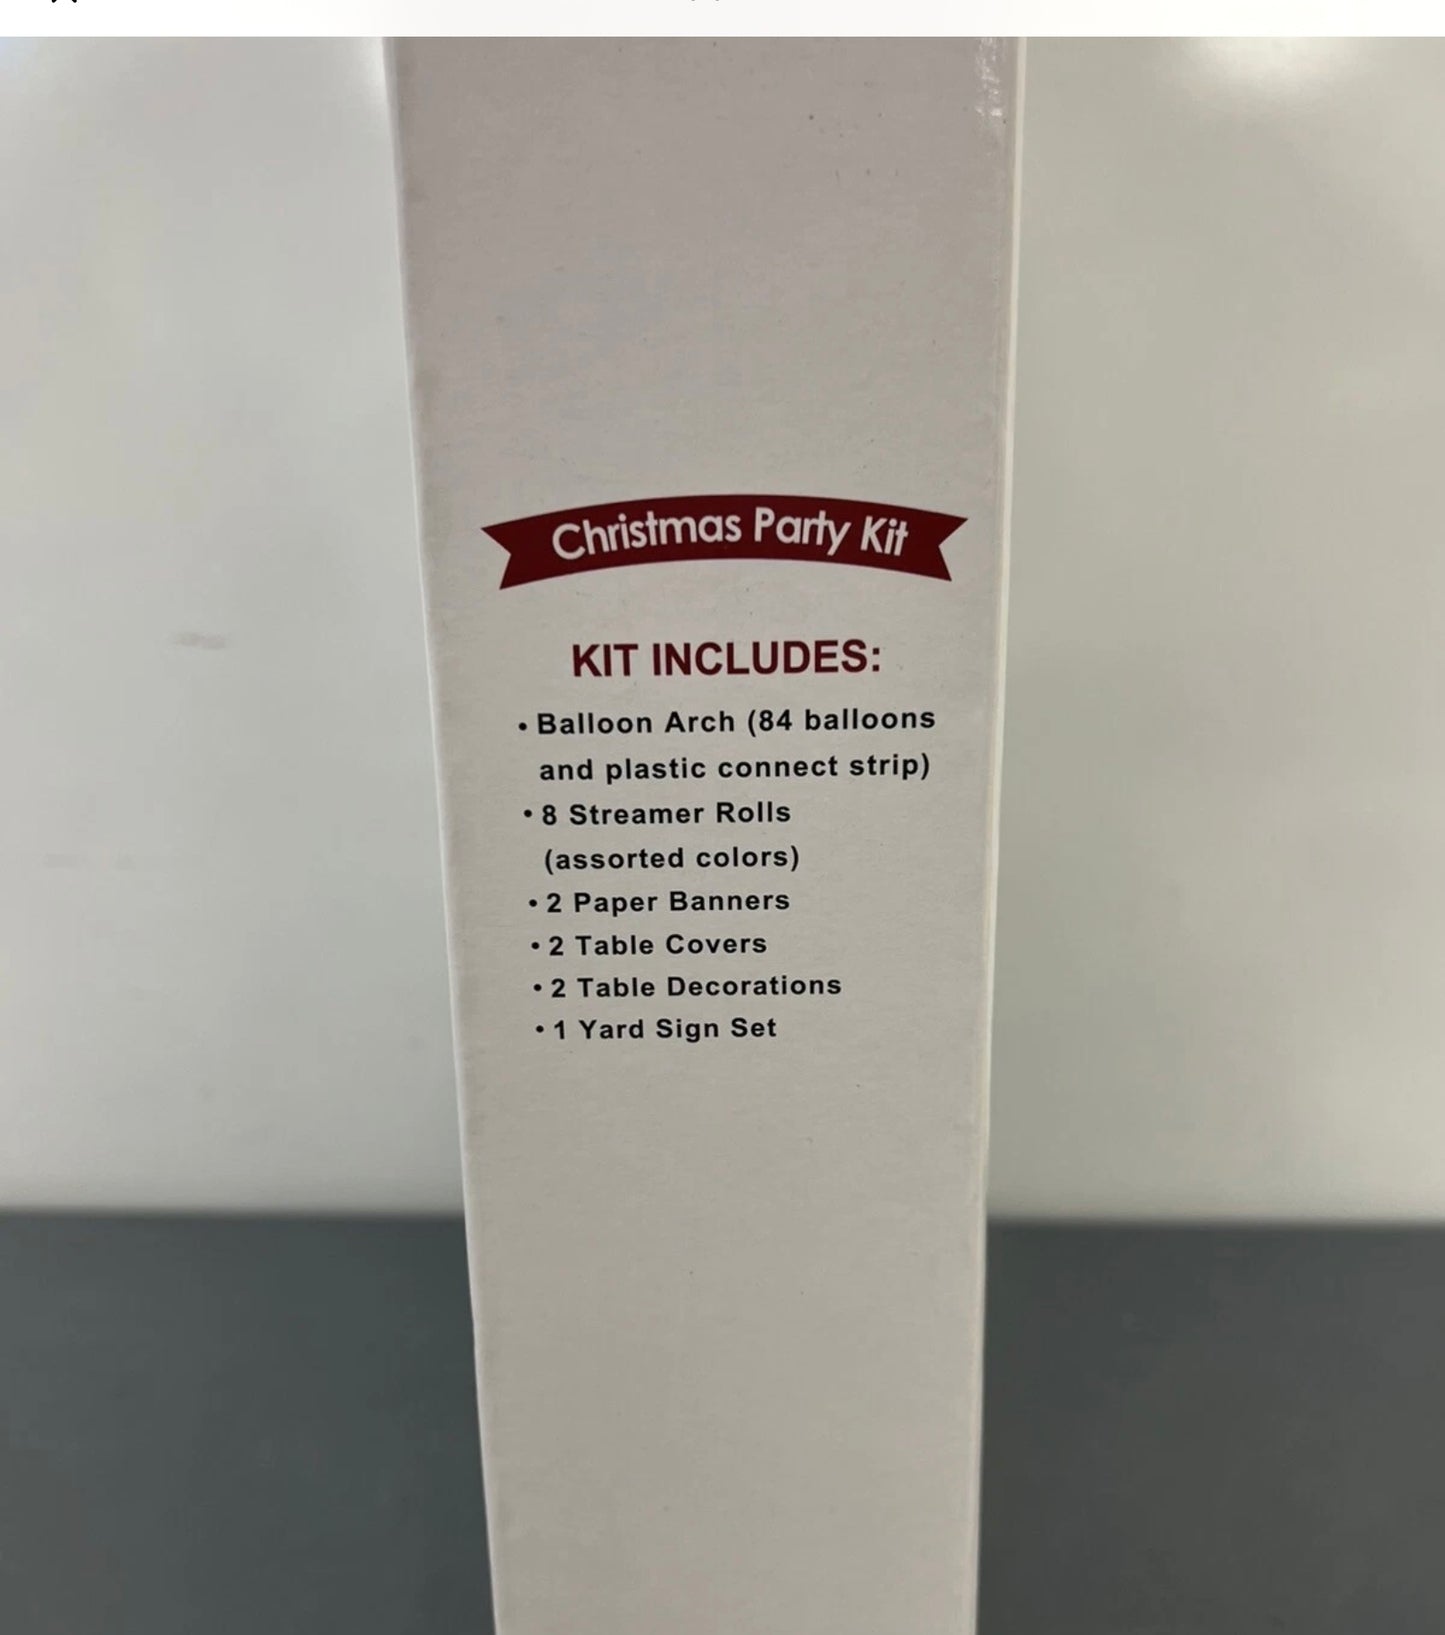 Christmas Party Kit
KIT INCLUDES:
• Balloon Arch (84 balloons
and plastic connect strip)
• 8 Streamer Rolls
(assorted colors)
• 2 Paper Banners
• 2 Table Covers
• 2 Table Decorations
• 1 Yard Sign Set